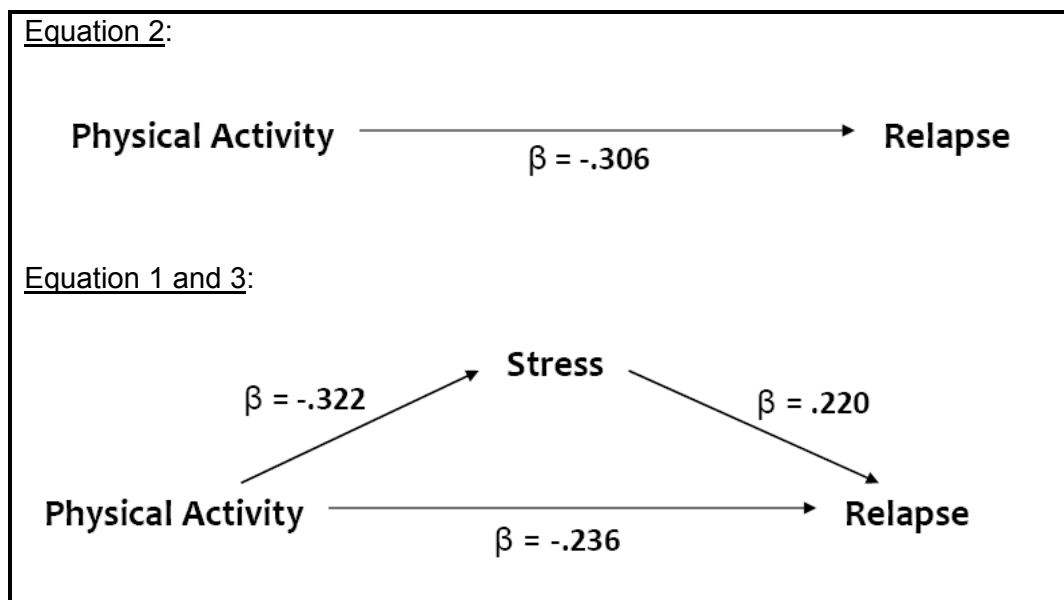 Equation 2:
Physical Activity
Relapse
β = -.306
Equation 1 and 3:
Stress
β = -.322
β = .220
Physical Activity
Relapse
β = -.236